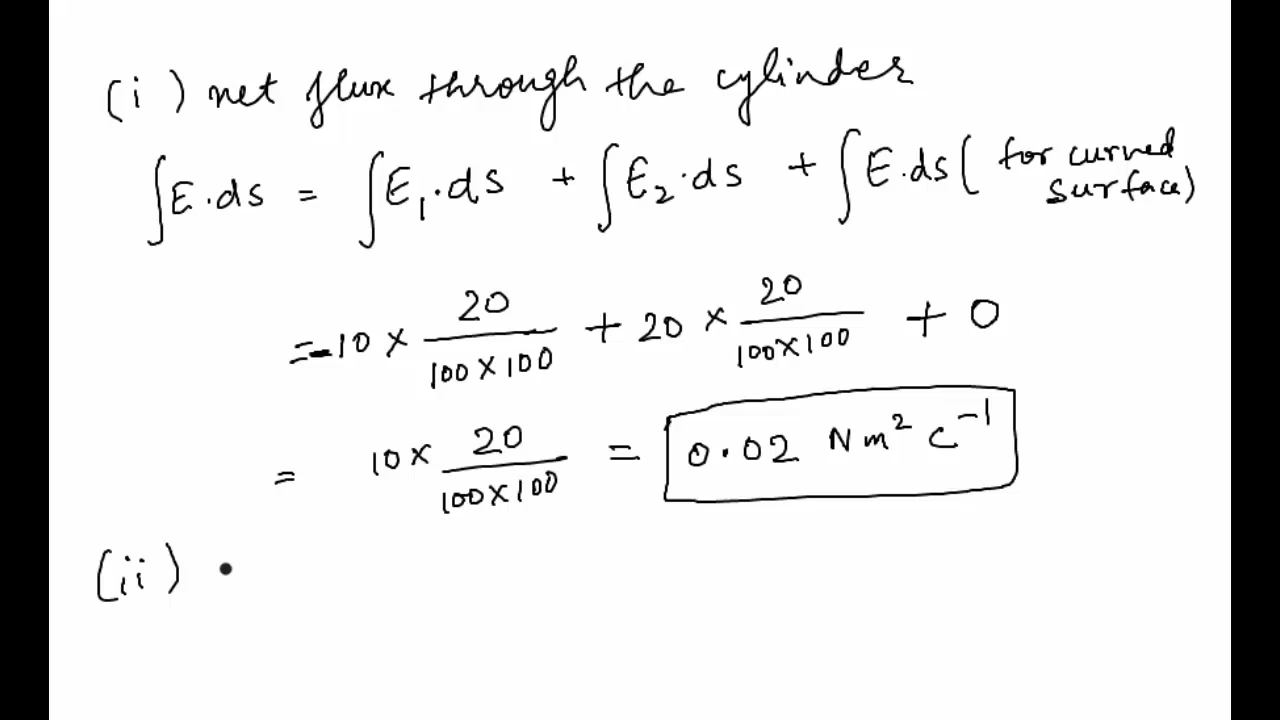 (i) net flux through the cylinder
∫E.ds = ∫E₁.ds + ∫E₂.ds + ∫E.ds (for curved surface)
= -10 × 20/(100×100) + 20 × 20/(100×100) + 0
= 10 × 20/(100×100) = 0.02 Nm² C⁻¹
(ii)